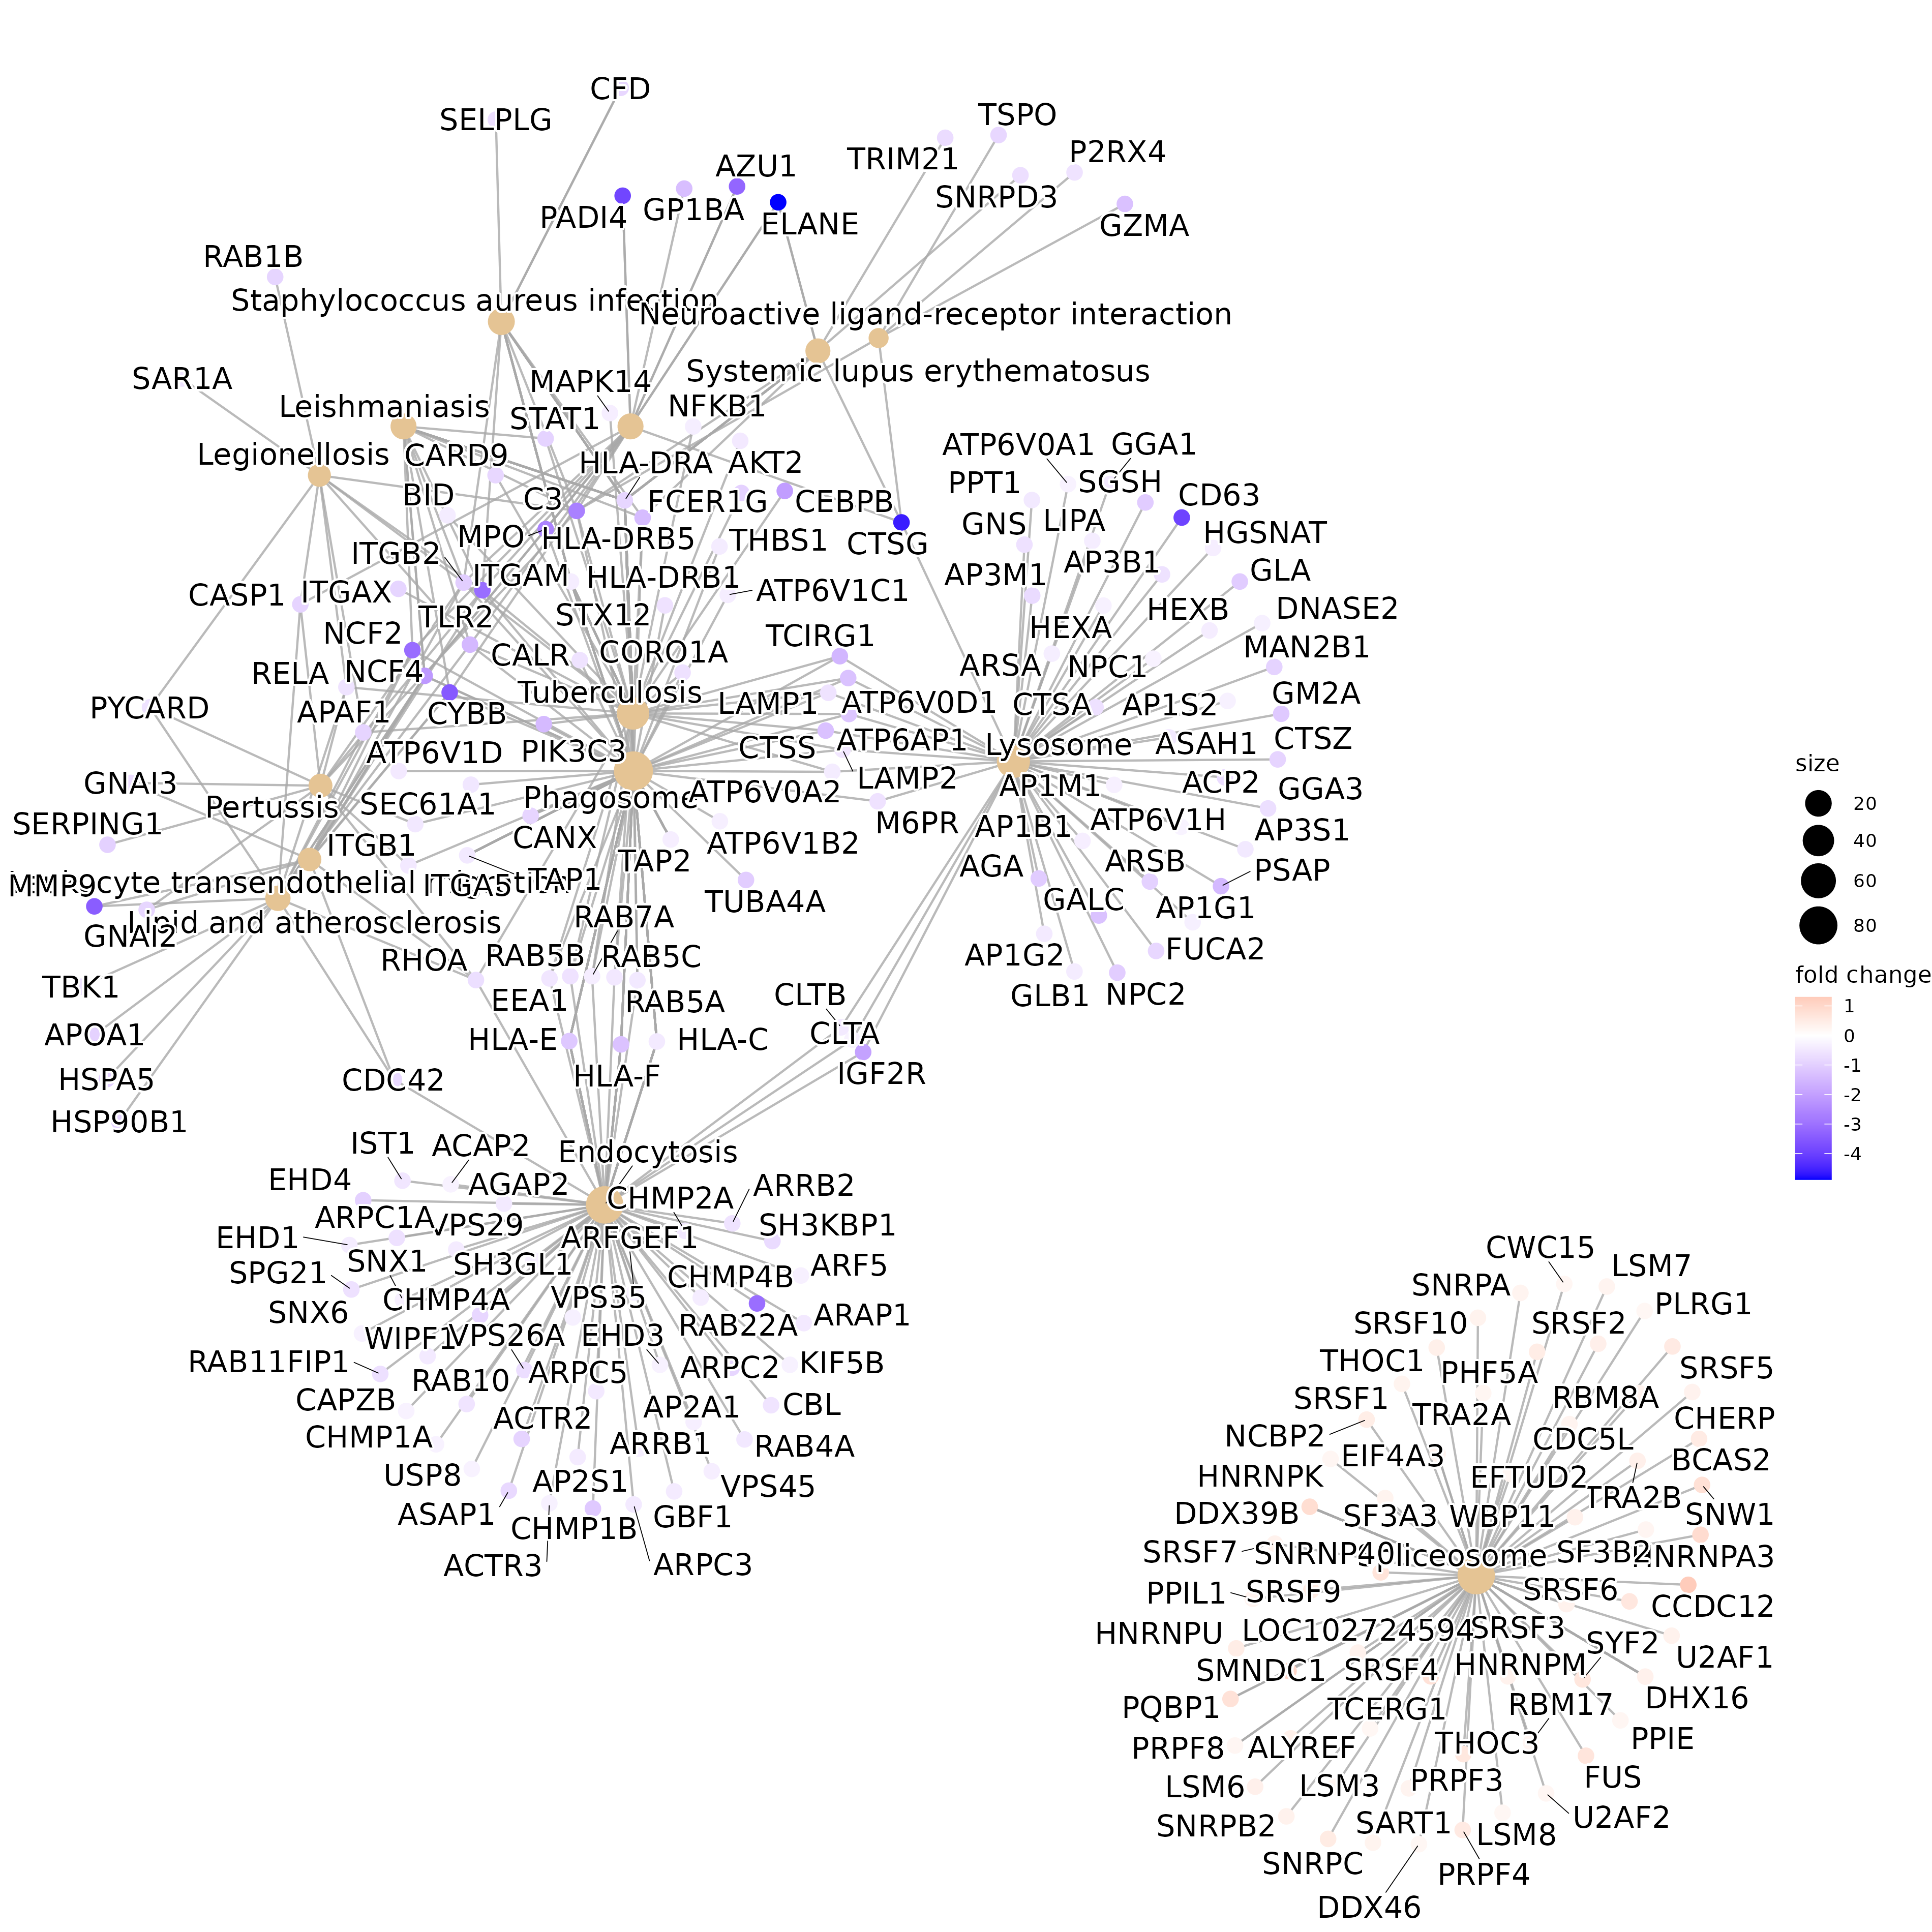 CFD
SELPLG
TSPO
TRIM21
P2RX4
AZU1
SNRPD3
PADI4
GP1BA
ELANE
GZMA
RAB1B
Staphylococcus aureus infection
Neuroactive ligand-receptor interaction
Systemic lupus erythematosus
SAR1A
MAPK14
Leishmaniasis
STAT1
NFKB1
Legionellosis
CARD9
HLA-DRA
AKT2
ATP6V0A1
GGA1
BID
C3
FCER1G
CEBPB
PPT1
SGSH
CD63
MPO
HLA-DRB5
THBS1
CTSG
GNS
LIPA
HGSNAT
ITGB2
ITGAM
HLA-DRB1
AP3M1
AP3B1
GLA
CASP1
ITGAX
ATP6V1C1
TLR2
STX12
HEXB
DNASE2
NCF2
TCIRG1
HEXA
MAN2B1
RELA
NCF4
CALR
CORO1A
ARSA
NPC1
PYCARD
APAF1
CYBB
Tuberculosis
LAMP1
ATP6V0D1
CTSA
AP1S2
GM2A
ATP6V1D
PIK3C3
CTSS
ATP6AP1
Lysosome
ASAH1
CTSZ
GNAI3
Pertussis
SEC61A1
Phagosome
ATP6V0A2
LAMP2
AP1M1
ACP2
GGA3
SERPING1
ITGB1
CANX
ATP6V1B2
M6PR
AP1B1
ATP6V1H
AP3S1
TAP2
AGA
ARSB
PSAP
MMP9
transendothelial
ITGA5
TAP1
TUBA4A
GALC
AP1G1
GNAI2
Lipid and atherosclerosis
RAB7A
TBK1
RHOA
RAB5B
RAB5C
AP1G2
FUCA2
EEA1
RAB5A
CLTB
GLB1
NPC2
APOA1
HLA-E
HLA-C
CLTA
HSPA5
CDC42
HLA-F
IGF2R
HSP90B1
IST1
ACAP2
Endocytosis
EHD4
AGAP2
CHMP2A
ARRB2
ARPC1A
VPS29
SH3KBP1
EHD1
ARFGEF1
SPG21
SNX1
SH3GL1
CHMP4B
ARF5
SNX6
CHMP4A
VPS35
ARAP1
WIPF1
VPS26A
EHD3
RAB22A
RAB11FIP1
RAB10
ARPC5
ARPC2
KIF5B
CAPZB
ACTR2
AP2A1
CBL
CHMP1A
ARRB1
RAB4A
USP8
AP2S1
VPS45
ASAP1
CHMP1B
GBF1
ACTR3
ARPC3
CWC15
SNRPA
LSM7
SRSF10
SRSF2
PLRG1
THOC1
PHF5A
SRSF5
SRSF1
TRA2A
RBM8A
NCBP2
EIF4A3
CDC5L
CHERP
HNRNPK
EFTUD2
BCAS2
DDX39B
SF3A3
WBP11
TRA2B
SNW1
SRSF7
SNRNP40
SF3B2
HNRNPA3
PPIL1
SRSF9
SRSF6
CCDC12
HNRNPU
LOC102724594
SRSF3
SYF2
U2AF1
SMNDC1
SRSF4
HNRNPM
PQBP1
TCERG1
RBM17
DHX16
PRPF8
ALYREF
THOC3
PPIE
LSM6
LSM3
PRPF3
FUS
SNRPB2
SART1
LSM8
U2AF2
SNRPC
PRPF4
DDX46
size
20
40
60
80
fold change
1
0
-1
-2
-3
-4